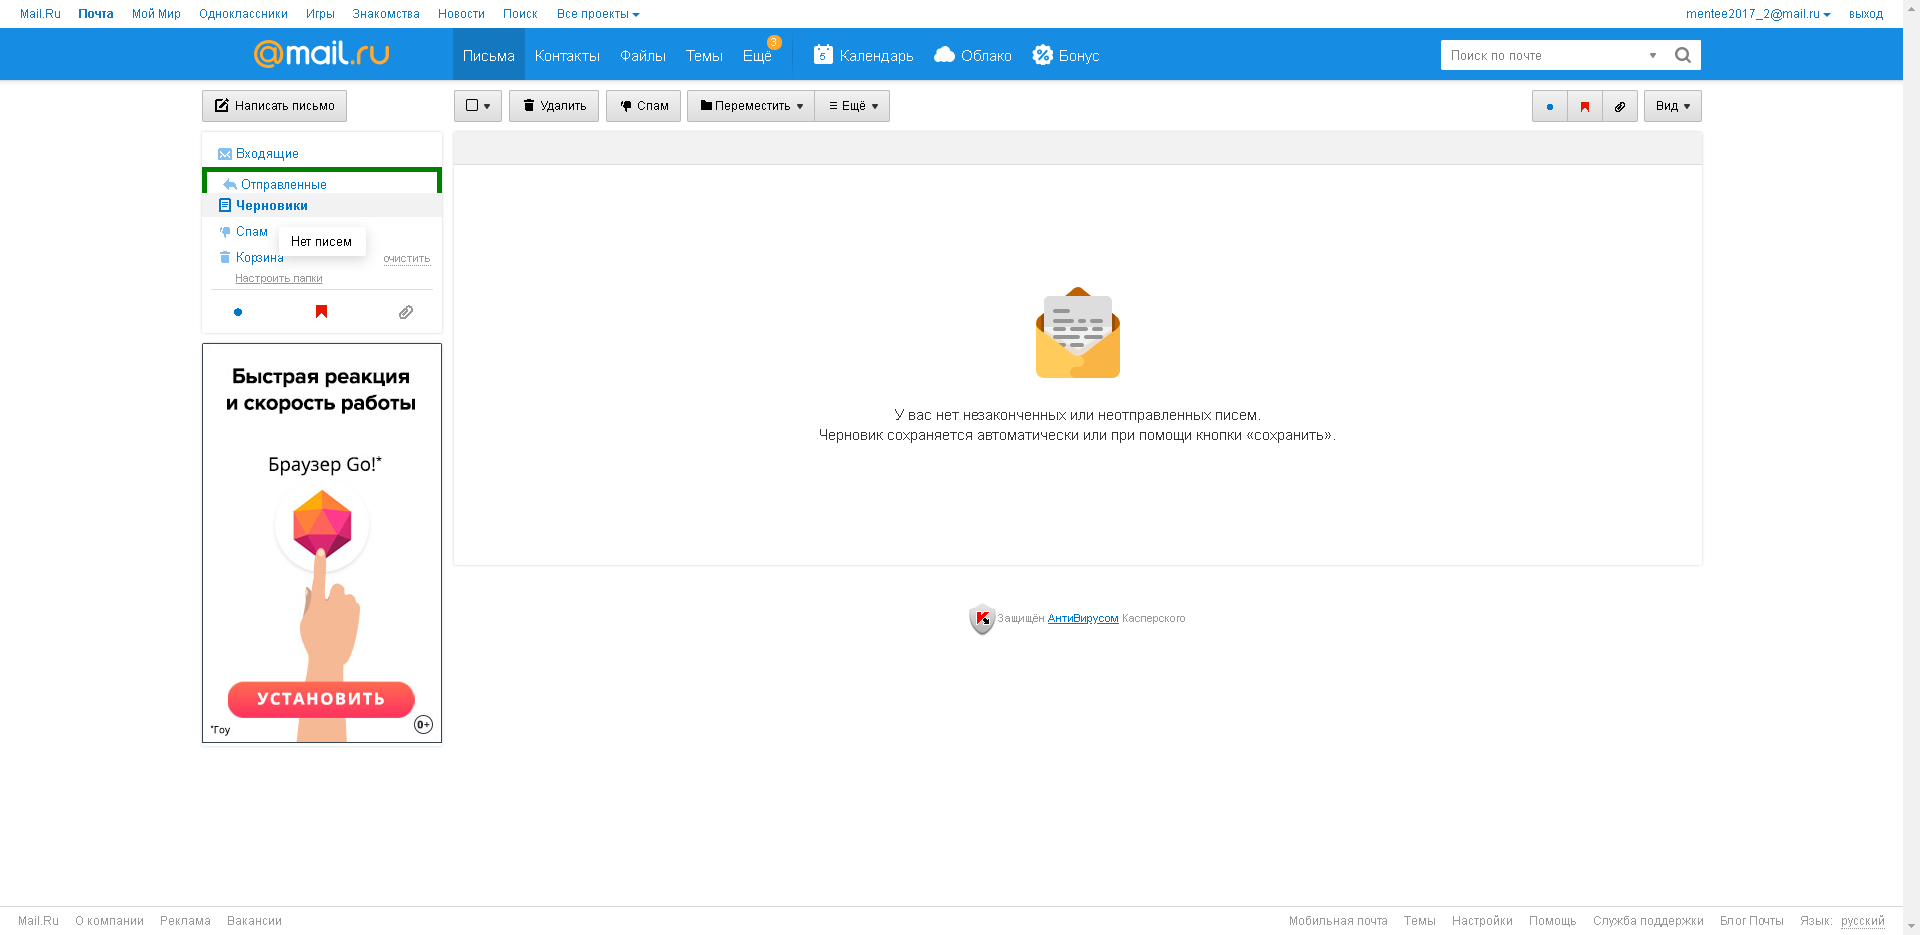 Mail.Ru Почта Мой Мир Одноклассники Игры Знакомства Новости Поиск Все проекты mentee2017_2@mail.ru выход
@mail.ru Письма Контакты Файлы Темы Ещё 3 5 Календарь Облако Бонус Поиск по почте
Написать письмо Удалить Спам Переместить Ещё Вид
Входящие
Отправленные
Черновики
Спам
Нет писем
Корзина очистить
Настроить папки
Быстрая реакция
и скорость работы
Браузер Go!*
УСТАНОВИТЬ
*Гоу 0+
У вас нет незаконченных или неотправленных писем.
Черновик сохраняется автоматически или при помощи кнопки «сохранить».
Защищён АнтиВирусом Касперского
Mail.Ru О компании Реклама Вакансии Мобильная почта Темы Настройки Помощь Служба поддержки Блог Почты Язык: русский